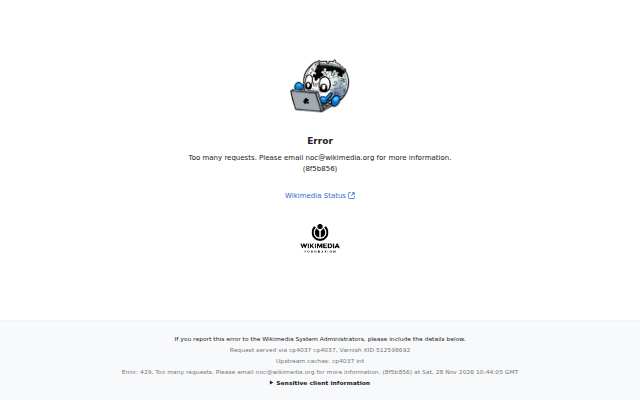 Error
Too many requests. Please email noc@wikimedia.org for more information.
(8f5b856)
Wikimedia Status
WIKIMEDIA
FOUNDATION
If you report this error to the Wikimedia System Administrators, please include the details below.
Request served via cp4037 cp4037, Varnish XID 512598692
Upstream caches: cp4037 int
Error: 429, Too many requests. Please email noc@wikimedia.org for more information. (8f5b856) at Sat, 28 Nov 2026 10:44:05 GMT
Sensitive client information